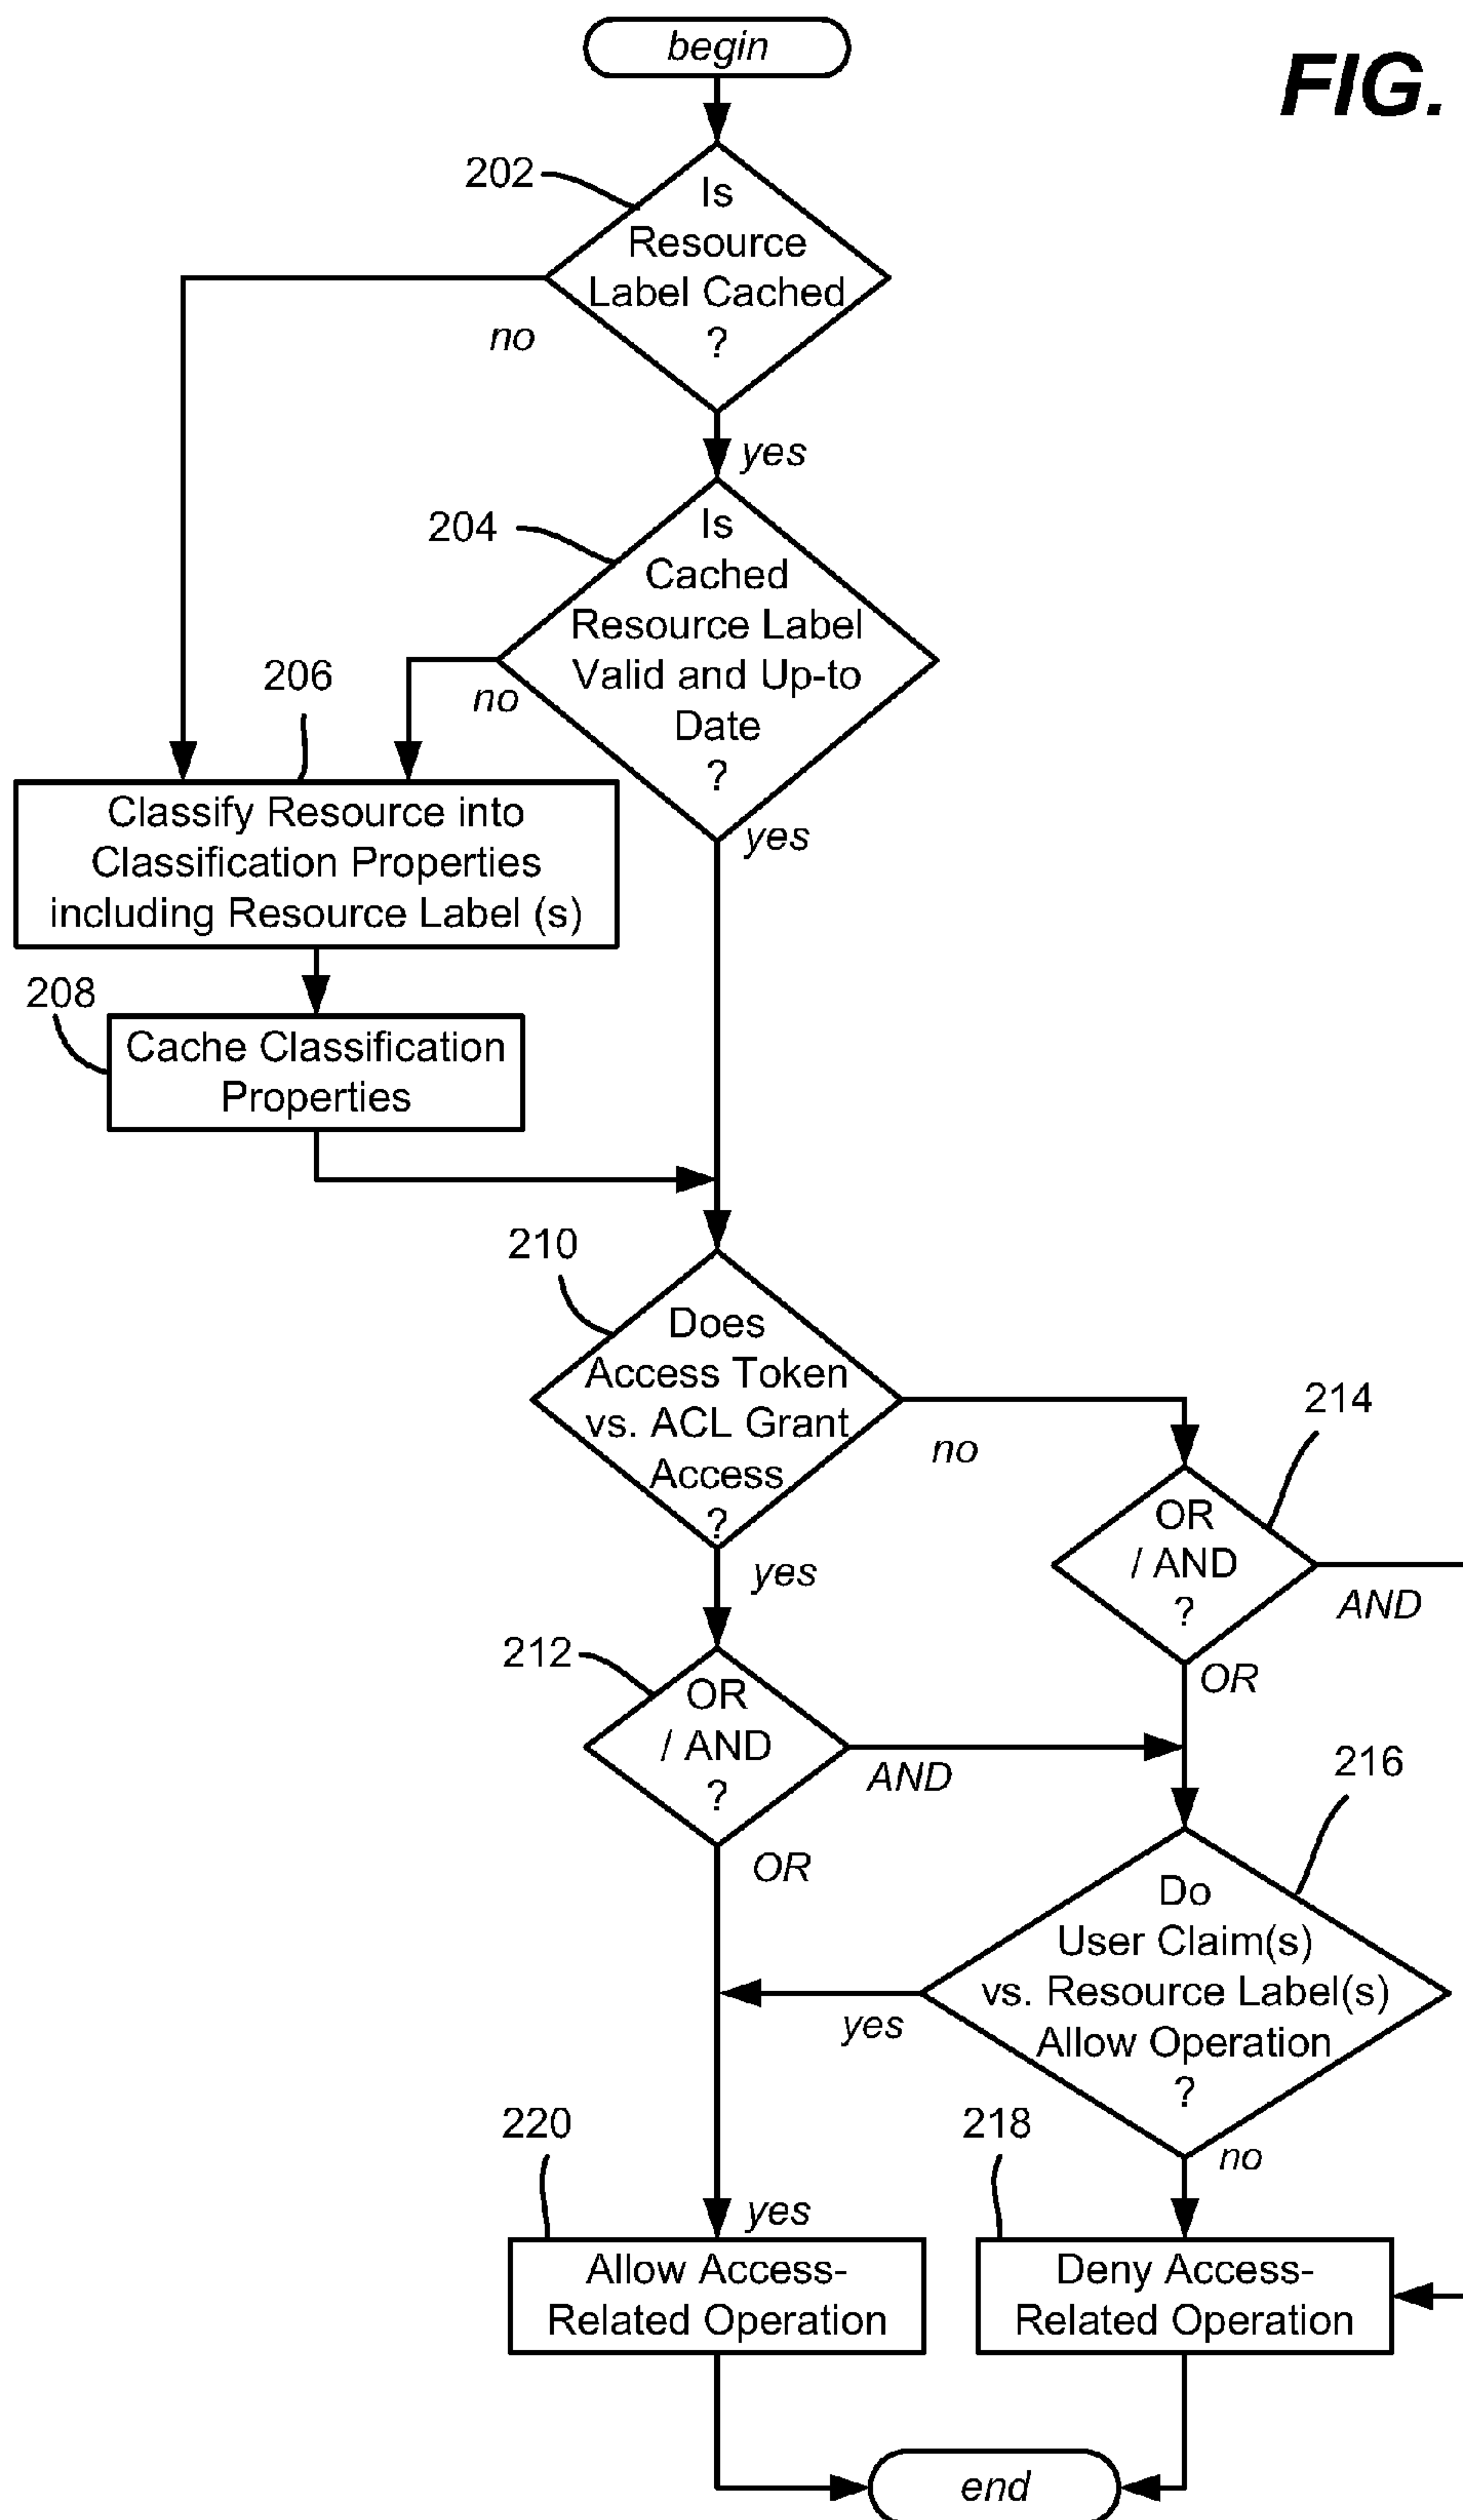 begin
FIG.
202
Is
Resource
Label Cached
?
no
yes
204
Is
Cached
Resource Label
Valid and Up-to
Date
?
no
yes
206
Classify Resource into
Classification Properties
including Resource Label (s)
208
Cache Classification
Properties
210
Does
Access Token
vs. ACL Grant
Access
?
no
yes
214
OR
/ AND
?
AND
OR
212
OR
/ AND
?
AND
OR
216
Do
User Claim(s)
vs. Resource Label(s)
Allow Operation
?
yes
no
220
yes
Allow Access-
Related Operation
218
Deny Access-
Related Operation
end